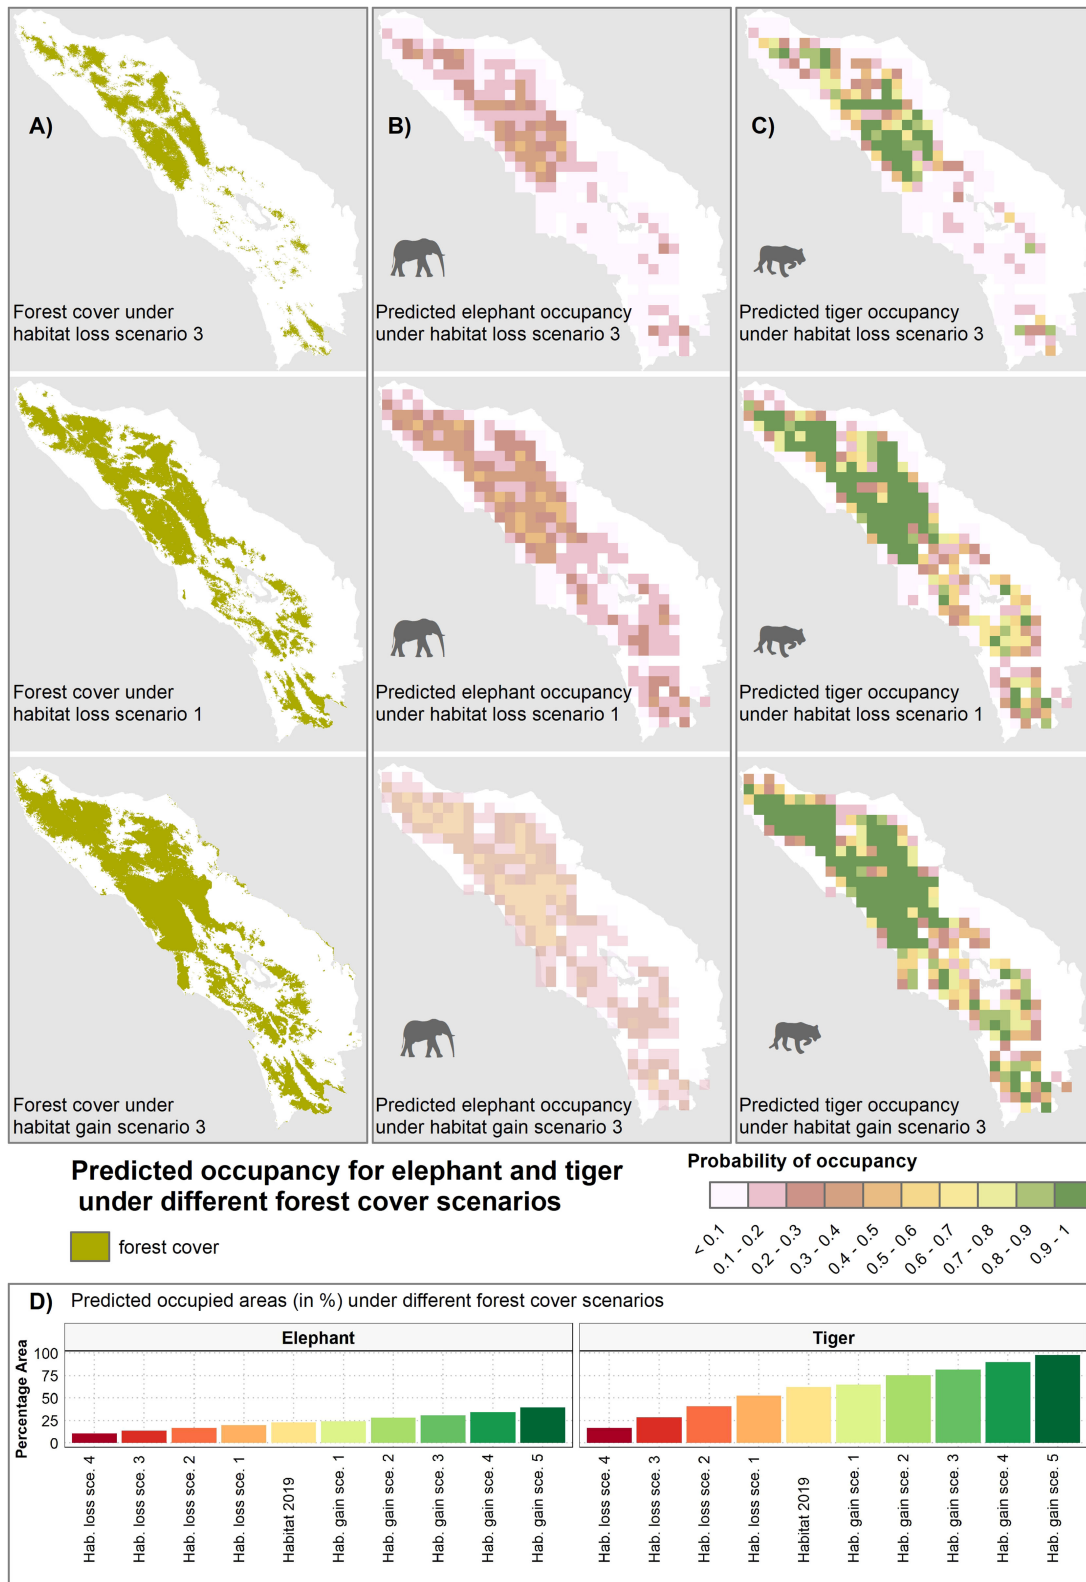 A)
B)
C)
Forest cover under
habitat loss scenario 3
Predicted elephant occupancy
under habitat loss scenario 3
Predicted tiger occupancy
under habitat loss scenario 3
Forest cover under
habitat loss scenario 1
Predicted elephant occupancy
under habitat loss scenario 1
Predicted tiger occupancy
under habitat loss scenario 1
Forest cover under
habitat gain scenario 3
Predicted elephant occupancy
under habitat gain scenario 3
Predicted tiger occupancy
under habitat gain scenario 3
Predicted occupancy for elephant and tiger
under different forest cover scenarios
forest cover
Probability of occupancy
< 0.1
0.1 - 0.2
0.2 - 0.3
0.3 - 0.4
0.4 - 0.5
0.5 - 0.6
0.6 - 0.7
0.7 - 0.8
0.8 - 0.9
0.9 - 1
D) Predicted occupied areas (in %) under different forest cover scenarios
Elephant
Tiger
Percentage Area
100
75
50
25
0
Hab. loss sce. 4
Hab. loss sce. 3
Hab. loss sce. 2
Hab. loss sce. 1
Habitat 2019
Hab. gain sce. 1
Hab. gain sce. 2
Hab. gain sce. 3
Hab. gain sce. 4
Hab. gain sce. 5
Hab. loss sce. 4
Hab. loss sce. 3
Hab. loss sce. 2
Hab. loss sce. 1
Habitat 2019
Hab. gain sce. 1
Hab. gain sce. 2
Hab. gain sce. 3
Hab. gain sce. 4
Hab. gain sce. 5